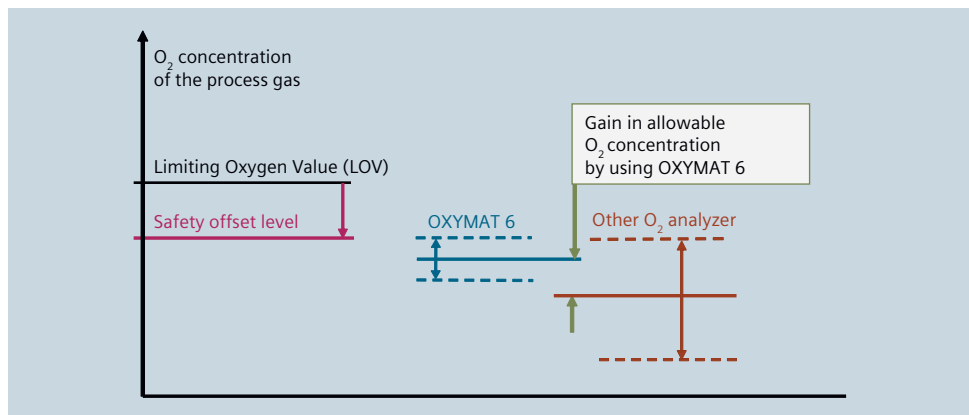 O₂ concentration
of the process gas
Gain in allowable
O₂ concentration
by using OXYMAT 6
Limiting Oxygen Value (LOV)
Safety offset level
OXYMAT 6
Other O₂ analyzer